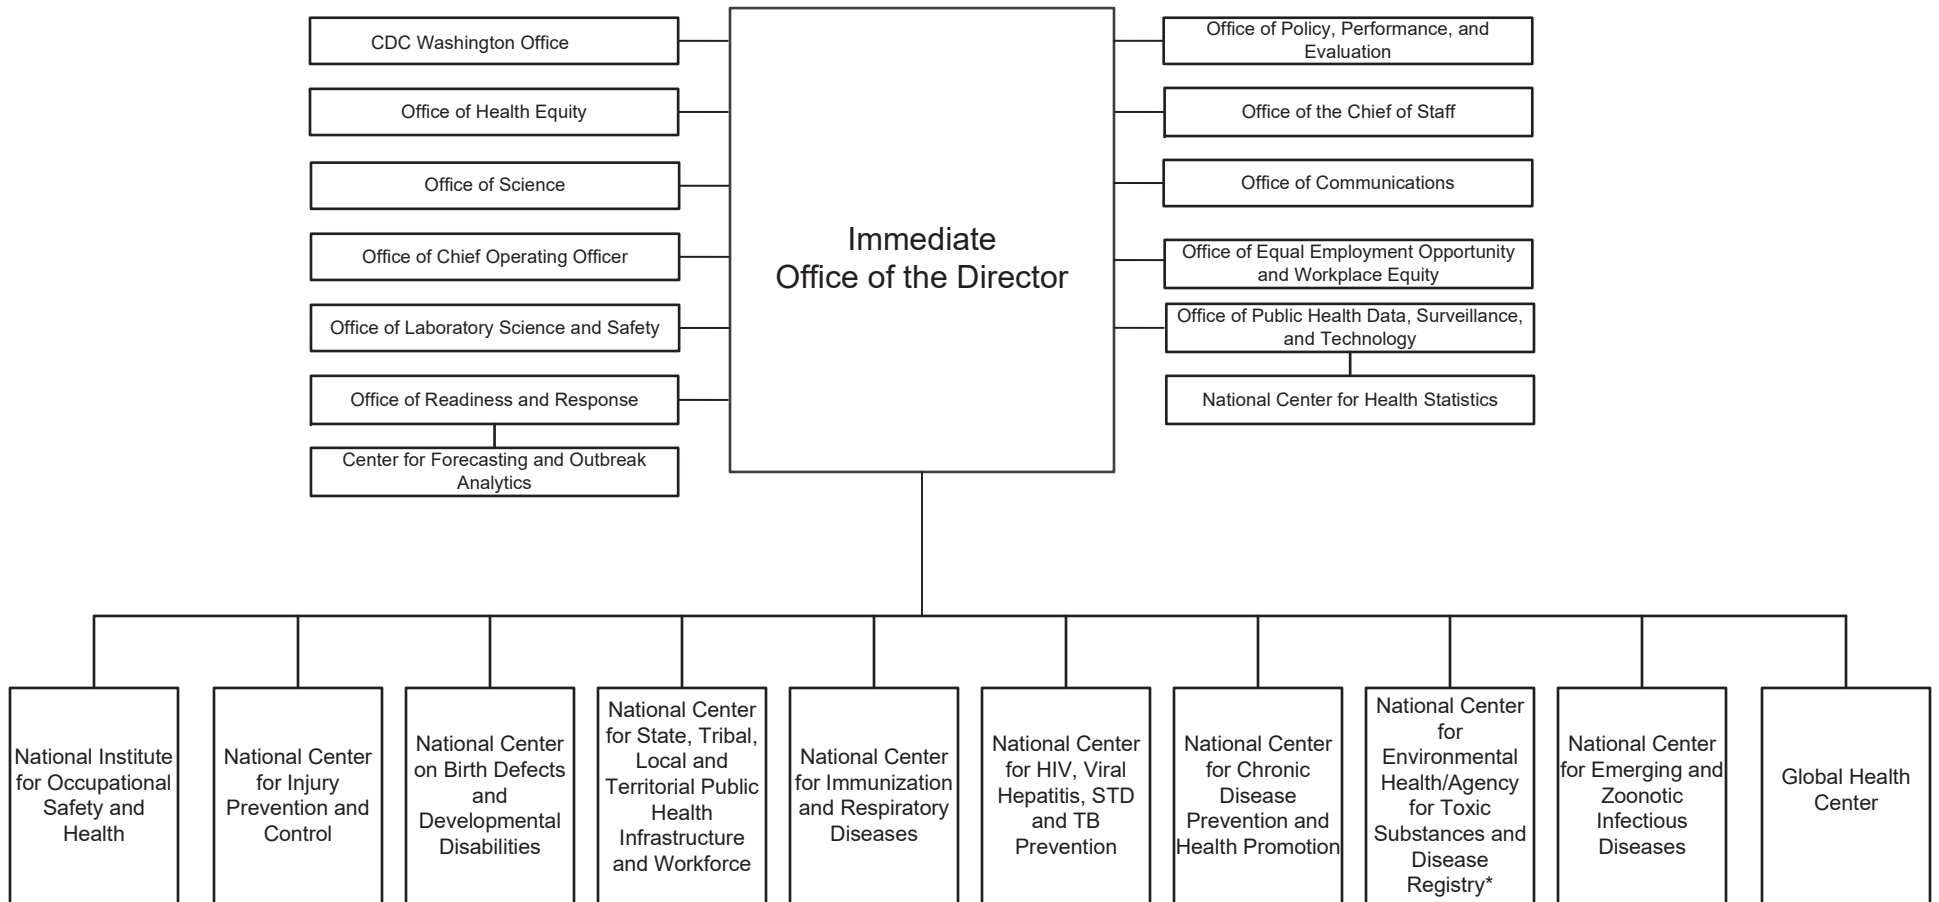 CDC Washington Office
Office of Health Equity
Office of Science
Office of Chief Operating Officer
Office of Laboratory Science and Safety
Office of Readiness and Response
Center for Forecasting and Outbreak
Analytics
Immediate
Office of the Director
Office of Policy, Performance, and
Evaluation
Office of the Chief of Staff
Office of Communications
Office of Equal Employment Opportunity
and Workplace Equity
Office of Public Health Data, Surveillance,
and Technology
National Center for Health Statistics
National Institute
for Occupational
Safety and
Health
National Center
for Injury
Prevention and
Control
National Center
on Birth Defects
and
Developmental
Disabilities
National Center
for State, Tribal,
Local and
Territorial Public
Health
Infrastructure
and Workforce
National Center
for Immunization
and Respiratory
Diseases
National Center
for HIV, Viral
Hepatitis, STD
and TB
Prevention
National Center
for Chronic
Disease
Prevention and
Health Promotion
National Center
for
Environmental
Health/Agency
for Toxic
Substances and
Disease
Registry*
National Center
for Emerging and
Zoonotic
Infectious
Diseases
Global Health
Center